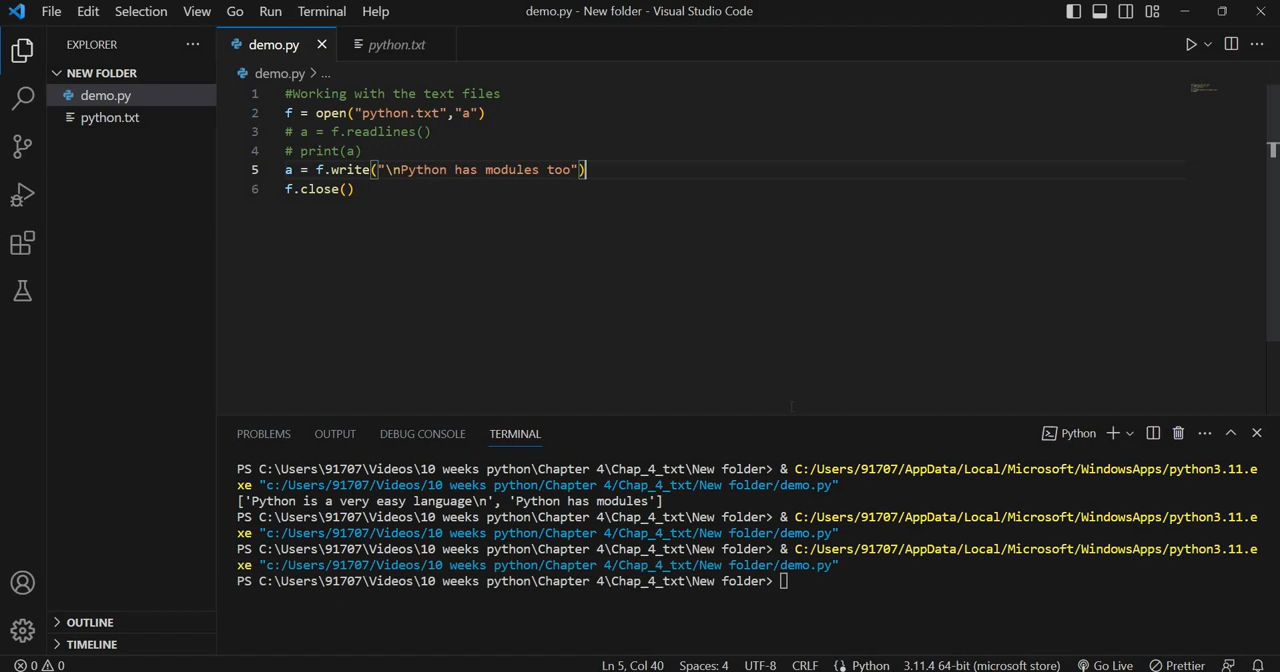 File Edit Selection View Go Run Terminal Help demo.py - New folder - Visual Studio Code
EXPLORER
NEW FOLDER
demo.py
python.txt
OUTLINE
TIMELINE
demo.py python.txt
demo.py > ...
1 #Working with the text files
2 f = open("python.txt","a")
3 # a = f.readlines()
4 # print(a)
5 a = f.write("\nPython has modules too")
6 f.close()
PROBLEMS OUTPUT DEBUG CONSOLE TERMINAL Python
PS C:\Users\91707\Videos\10 weeks python\Chapter 4\Chap_4_txt\New folder> & C:/Users/91707/AppData/Local/Microsoft/WindowsApps/python3.11.e
xe "c:/Users/91707/Videos/10 weeks python/Chapter 4/Chap_4_txt/New folder/demo.py"
['Python is a very easy language\n', 'Python has modules']
PS C:\Users\91707\Videos\10 weeks python\Chapter 4\Chap_4_txt\New folder> & C:/Users/91707/AppData/Local/Microsoft/WindowsApps/python3.11.e
xe "c:/Users/91707/Videos/10 weeks python/Chapter 4/Chap_4_txt/New folder/demo.py"
PS C:\Users\91707\Videos\10 weeks python\Chapter 4\Chap_4_txt\New folder> & C:/Users/91707/AppData/Local/Microsoft/WindowsApps/python3.11.e
xe "c:/Users/91707/Videos/10 weeks python/Chapter 4/Chap_4_txt/New folder/demo.py"
PS C:\Users\91707\Videos\10 weeks python\Chapter 4\Chap_4_txt\New folder>
0 0 Ln 5, Col 40 Spaces: 4 UTF-8 CRLF Python 3.11.4 64-bit (microsoft store) Go Live Prettier